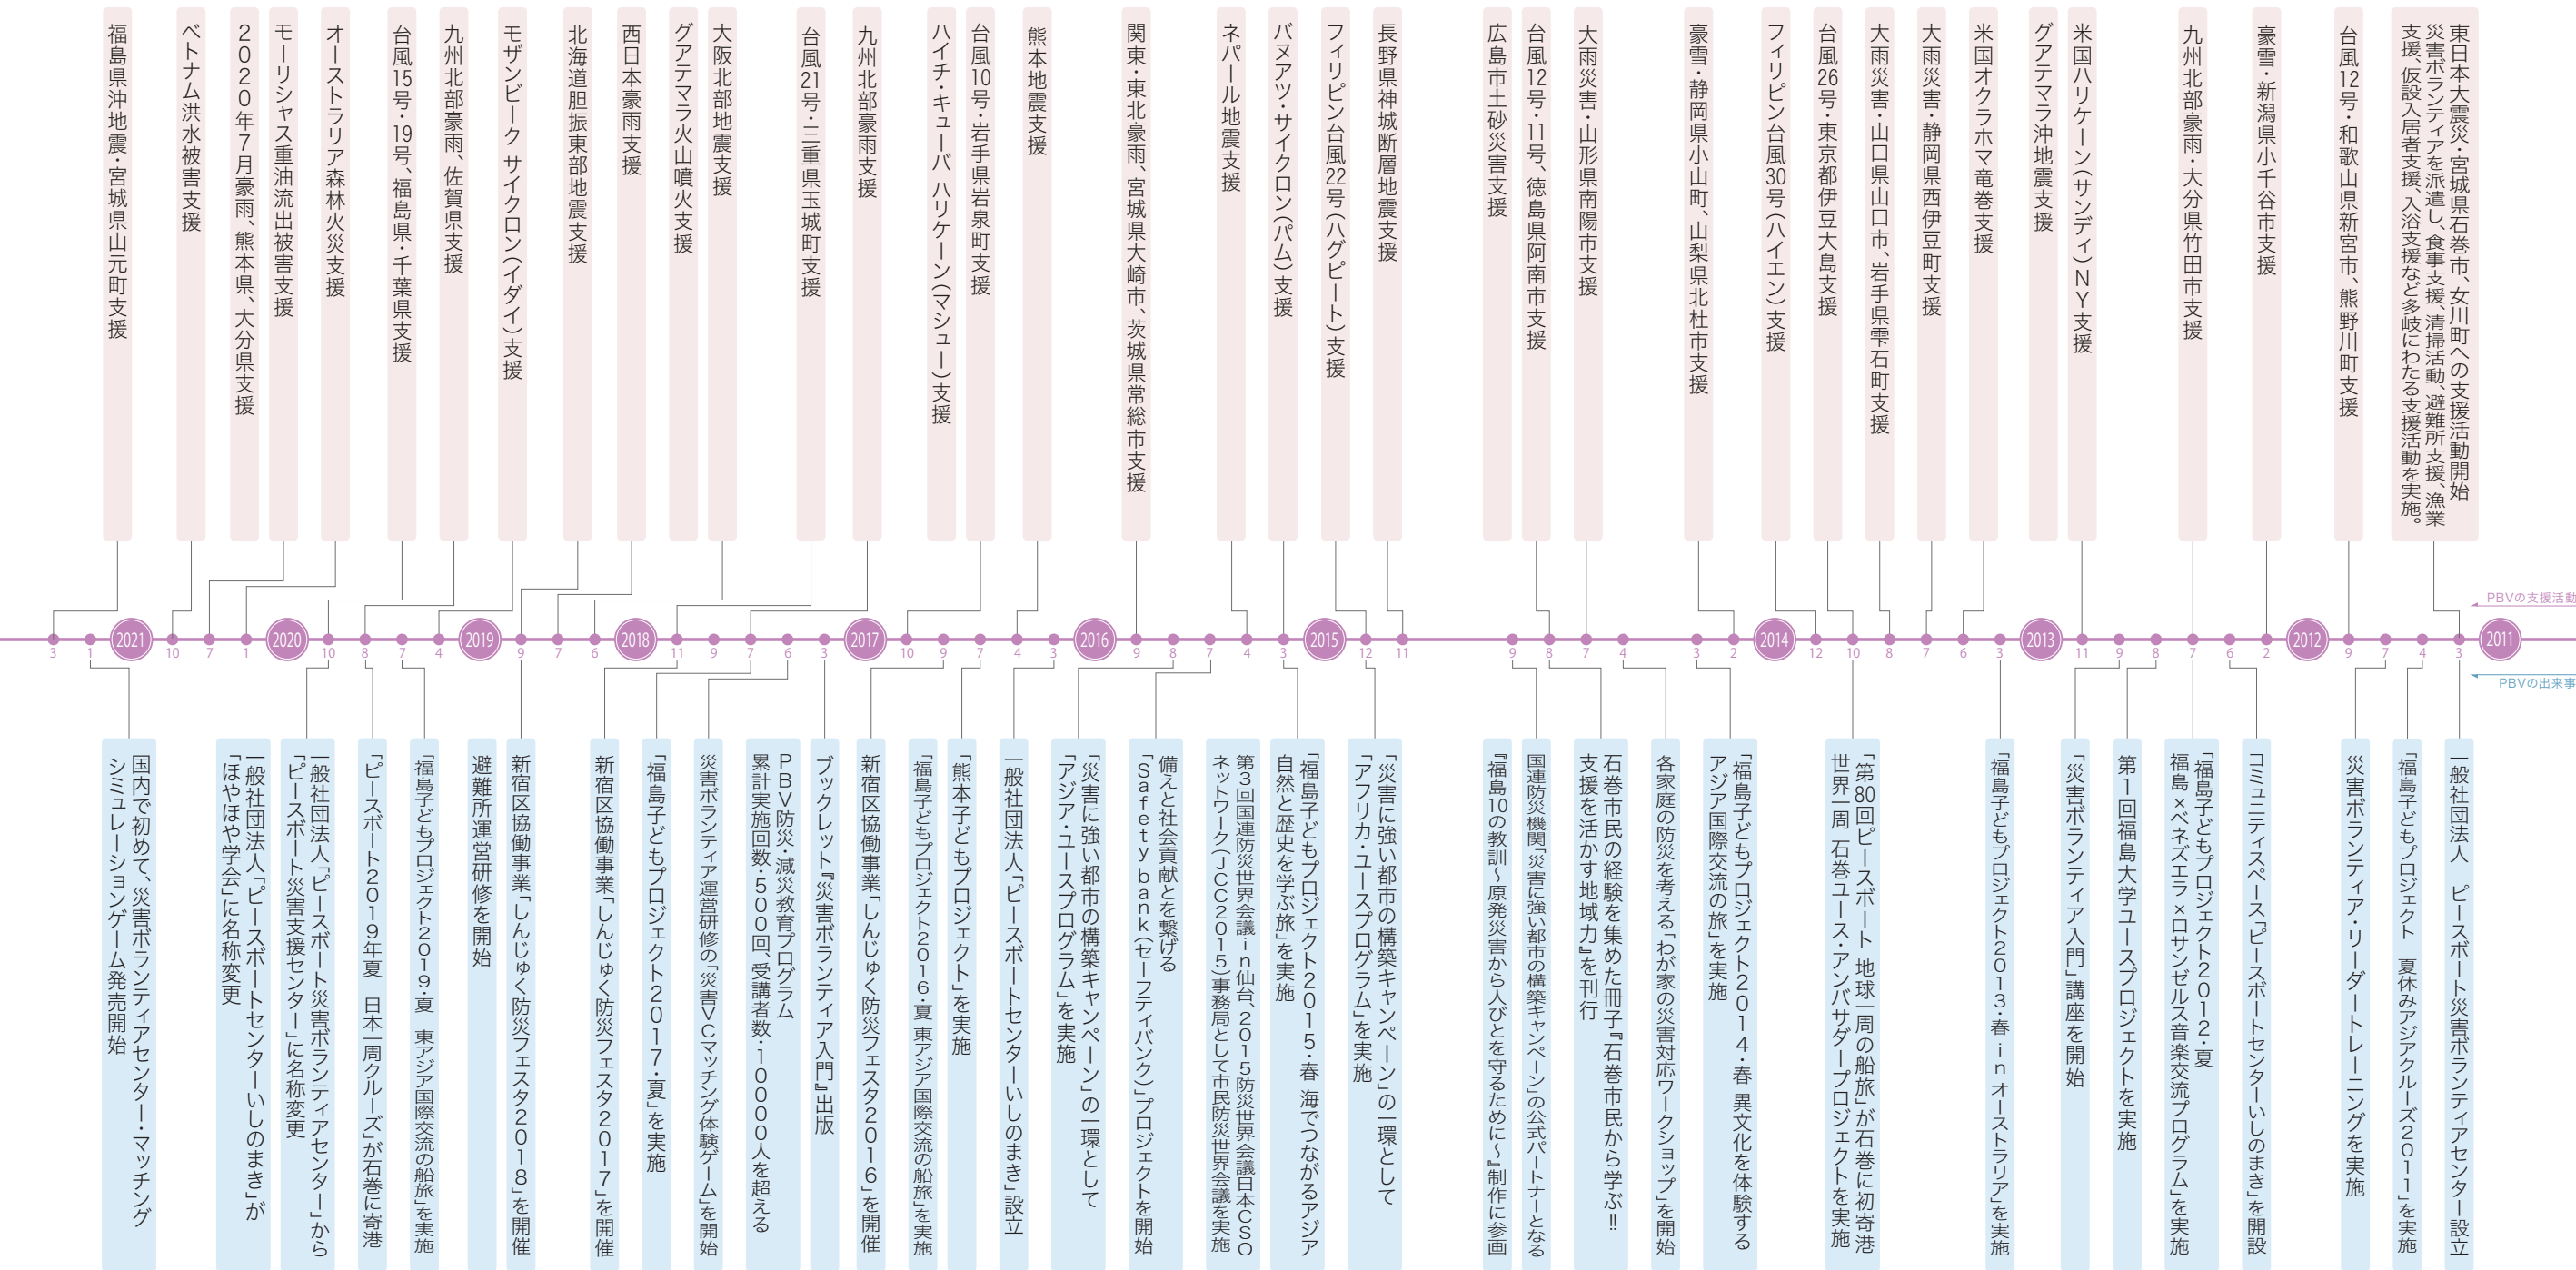 東日本大震災・宮城県石巻市、女川町への支援活動開始
災害ボランティアを派遣し、食事支援、清掃活動、避難所支援、漁業
支援、仮設入居者支援、入浴支援など多岐にわたる支援活動を実施。
台風12号・和歌山県新宮市、熊野川町支援
豪雪・新潟県小千谷市支援
九州北部豪雨・大分県竹田市支援
米国ハリケーン（サンディ）ＮＹ支援
グアテマラ沖地震支援
米国オクラホマ竜巻支援
大雨災害・静岡県西伊豆町支援
大雨災害・山口県山口市、岩手県雫石町支援
台風26号・東京都伊豆大島支援
フィリピン台風30号（ハイエン）支援
豪雪・静岡県小山町、山梨県北杜市支援
大雨災害・山形県南陽市支援
台風12号・11号、徳島県阿南市支援
広島市土砂災害支援
長野県神城断層地震支援
フィリピン台風22号（ハグピート）支援
バヌアツ・サイクロン（パム）支援
ネパール地震支援
関東・東北豪雨、宮城県大崎市、茨城県常総市支援
熊本地震支援
台風10号・岩手県岩泉町支援
ハイチ・キューバ ハリケーン（マシュー）支援
九州北部豪雨支援
台風21号・三重県玉城町支援
大阪北部地震支援
グアテマラ火山噴火支援
西日本豪雨支援
北海道胆振東部地震支援
モザンビーク サイクロン（イダイ）支援
九州北部豪雨、佐賀県支援
台風15号・19号、福島県・千葉県支援
オーストラリア森林火災支援
モーリシャス重油流出被害支援
２０２０年７月豪雨、熊本県、大分県支援
ベトナム洪水被害支援
福島県沖地震・宮城県山元町支援
PBVの支援活動
2011
3
4
7
9
2012
2
6
7
8
9
11
2013
3
6
7
8
10
12
2014
2
3
4
7
8
9
11
12
2015
3
4
7
8
9
2016
3
4
7
9
10
2017
3
6
7
9
11
2018
6
7
9
2019
4
7
8
10
2020
1
7
10
2021
1
3
PBVの出来事
一般社団法人　ピースボート災害ボランティアセンター設立
「福島子どもプロジェクト　夏休みアジアクルーズ２０１１」を実施
災害ボランティア・リーダートレーニングを実施
コミュニティスペース「ピースボートセンターいしのまき」を開設
「福島子どもプロジェクト２０１２・夏
福島×ベネズエラ×ロサンゼルス音楽交流プログラム」を実施
第１回福島大学ユースプロジェクトを実施
「災害ボランティア入門」講座を開始
「福島子どもプロジェクト２０１３・春 ｉｎ オーストラリア」を実施
「第80回ピースボート 地球一周の船旅」が石巻に初寄港
世界一周 石巻ユース・アンバサダープロジェクトを実施
「福島子どもプロジェクト２０１４・春 異文化を体験する
アジア国際交流の旅」を実施
各家庭の防災を考える「わが家の災害対応ワークショップ」を開始
石巻市民の経験を集めた冊子『石巻市民から学ぶ!!
支援を活かす地域力』を刊行
国連防災機関「災害に強い都市の構築キャンペーン」の公式パートナーとなる
『福島10の教訓～原発災害から人びとを守るために～』制作に参画
「災害に強い都市の構築キャンペーン」の一環として
「アフリカ・ユースプログラム」を実施
「福島子どもプロジェクト２０１５・春 海でつながるアジア
自然と歴史を学ぶ旅」を実施
第３回国連防災世界会議ｉｎ仙台、２０１５防災世界会議日本ＣＳＯ
ネットワーク（ＪＣＣ２０１５）事務局として市民防災世界会議を実施
備えと社会貢献とを繋げる
「Ｓａｆｅｔｙ ｂａｎｋ（セーフティバンク）」プロジェクトを開始
「災害に強い都市の構築キャンペーン」の一環として
「アジア・ユースプログラム」を実施
一般社団法人「ピースボートセンターいしのまき」設立
「熊本子どもプロジェクト」を実施
「福島子どもプロジェクト２０１６・夏 東アジア国際交流の船旅」を実施
新宿区協働事業「しんじゅく防災フェスタ２０１６」を開催
ブックレット『災害ボランティア入門』出版
ＰＢＶ防災・減災教育プログラム
累計実施回数・５００回、受講者数・１００００人を超える
災害ボランティア運営研修の「災害ＶＣマッチング体験ゲーム」を開始
「福島子どもプロジェクト２０１７・夏」を実施
新宿区協働事業「しんじゅく防災フェスタ２０１７」を開催
新宿区協働事業「しんじゅく防災フェスタ２０１８」を開催
避難所運営研修を開始
「福島子どもプロジェクト２０１９・夏　東アジア国際交流の船旅」を実施
「ピースボート２０１９年夏　日本一周クルーズ」が石巻に寄港
一般社団法人「ピースボート災害ボランティアセンター」から
「ピースボート災害支援センター」に名称変更
一般社団法人「ピースボートセンターいしのまき」が
「ほやほや学会」に名称変更
国内で初めて、災害ボランティアセンター・マッチング
シミュレーションゲーム発売開始